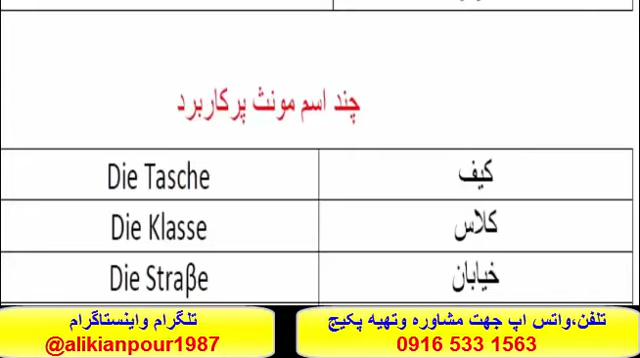 چند اسم مونث پرکاربرد
Die Tasche کیف
Die Klasse کلاس
Die Straβe خیابان
تلگرام واینستاگرام
@alikianpour1987
تلفن،واتس اپ جهت مشاوره وتهیه پکیج
0916 533 1563